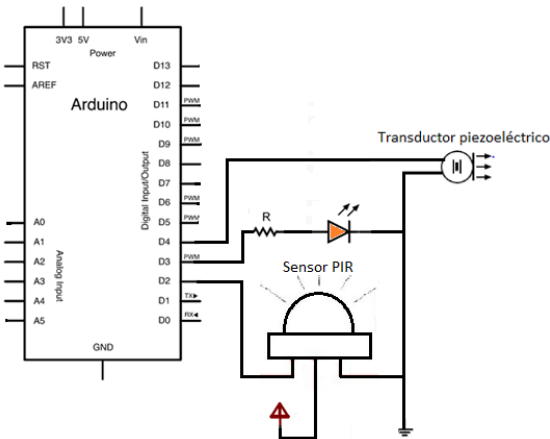 3V3 5V Vin
Power
RST
AREF
Arduino
D13
D12
D11 PWM
D10 PWM
D9 PWM
D8
D7
D6 PWM
D5 PWM
D4
D3 PWM
D2
D1 TX
D0 RX
Digital Input/Output
A0
A1
A2
A3
A4
A5
Analog Input
GND
Transductor piezoeléctrico
R
Sensor PIR